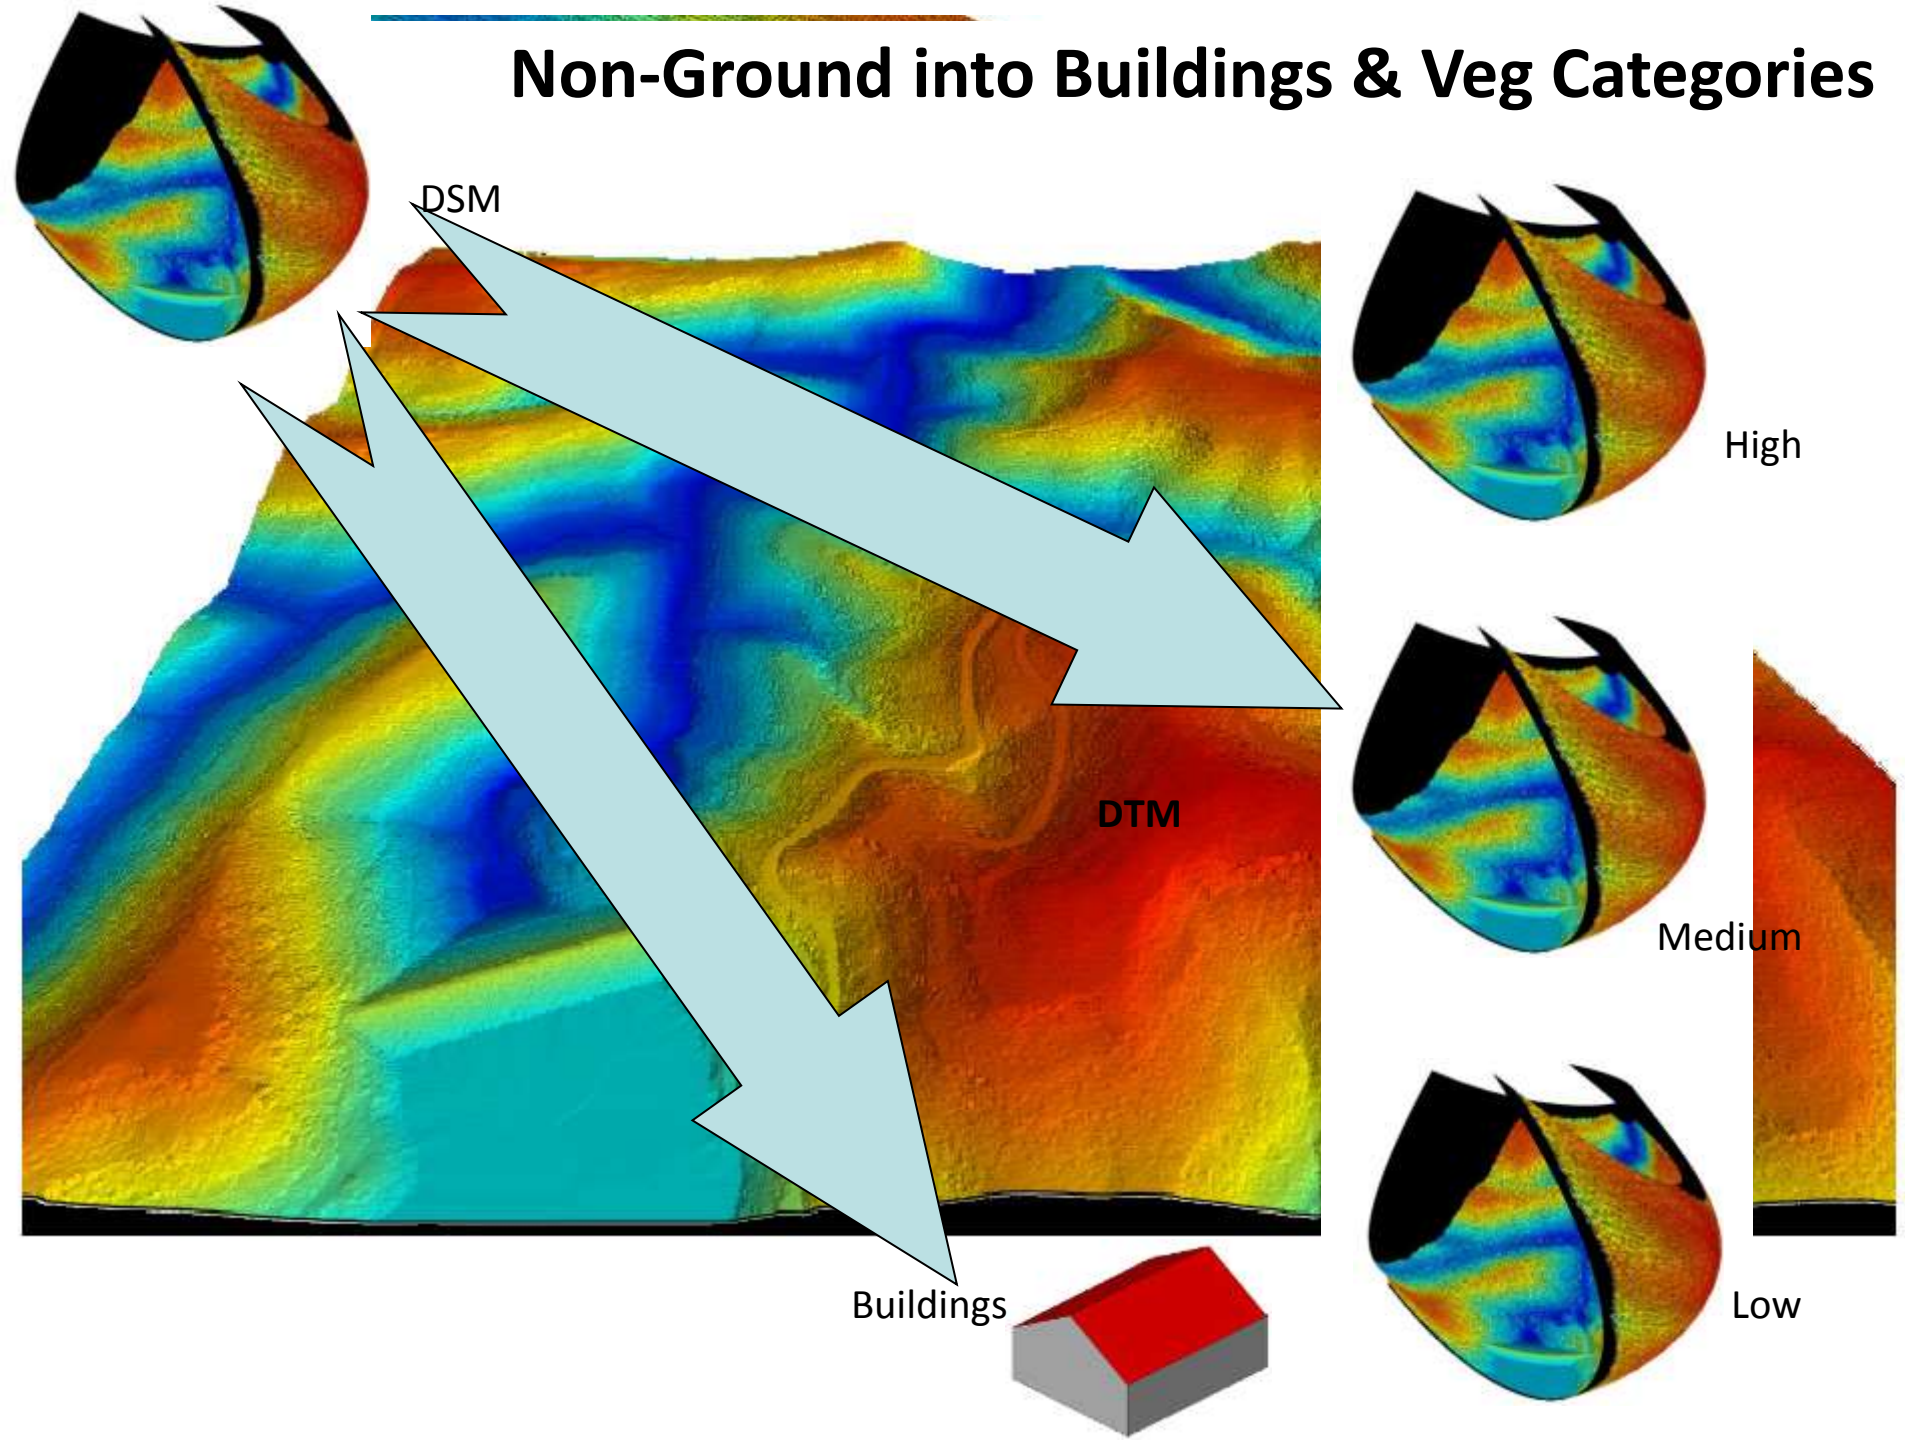 Non-Ground into Buildings & Veg Categories
DSM
High
DTM
Medium
Buildings
Low